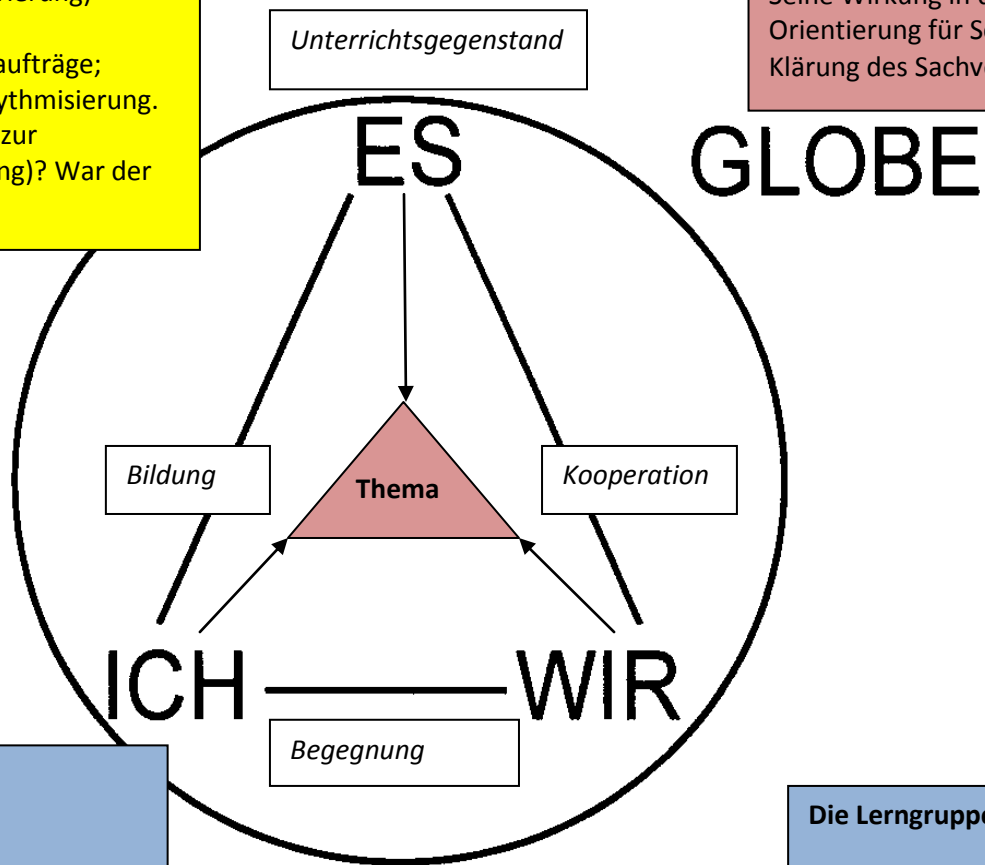 aufträge;
ythmisierung.
zur
ng)? War der
Unterrichtsgegenstand
Orientierung für S
Klärung des Sachv
ES
GLOBE
Bildung
Thema
Kooperation
ICH
WIR
Begegnung
Die Lerngruppe